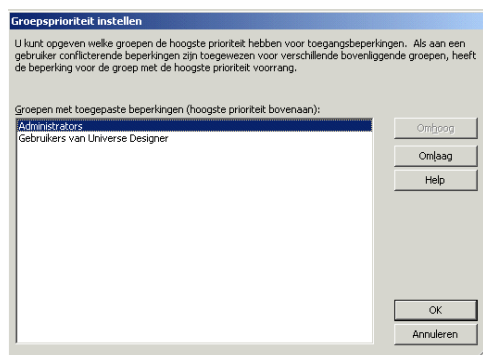 Groepsprioriteit instellen
U kunt opgeven welke groepen de hoogste prioriteit hebben voor toegangsbeperkingen. Als aan een
gebruiker conflicterende beperkingen zijn toegewezen voor verschillende bovenliggende groepen, heeft
de beperking voor de groep met de hoogste prioriteit voorrang.
Groepen met toegepaste beperkingen (hoogste prioriteit bovenaan):
Administrators
Gebruikers van Universe Designer
Omhoog
Omlaag
Help
OK
Annuleren